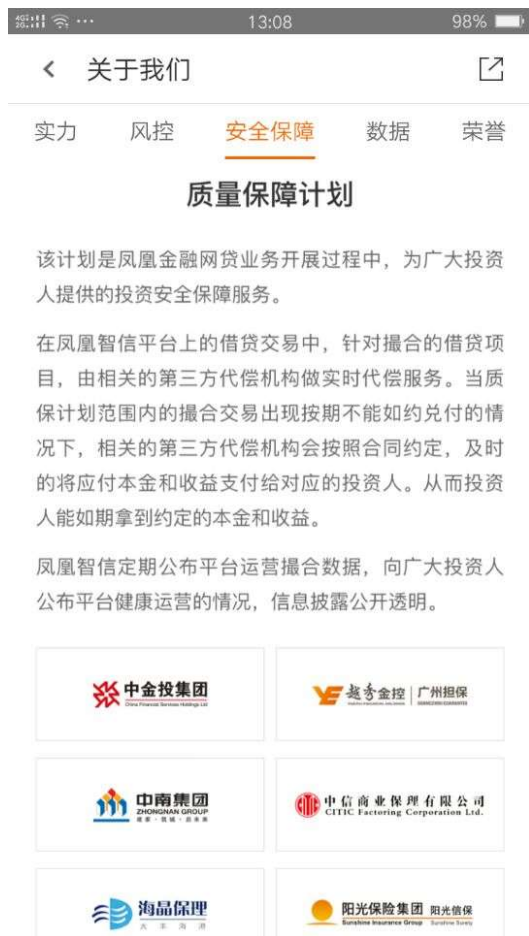 13:08
98%
关于我们
实力 风控 安全保障 数据 荣誉
质量保障计划
该计划是凤凰金融网贷业务开展过程中，为广大投资
人提供的投资安全保障服务。
在凤凰智信平台上的借贷交易中，针对撮合的借贷项
目，由相关的第三方代偿机构做实时代偿服务。当质
保计划范围内的撮合交易出现按期不能如约兑付的情
况下，相关的第三方代偿机构会按照合同约定，及时
的将应付本金和收益支付给对应的投资人。从而投资
人能如期拿到约定的本金和收益。
凤凰智信定期公布平台运营撮合数据，向广大投资人
公布平台健康运营的情况，信息披露公开透明。
中金投集团
China Financial Services Holdings Ltd
越秀金控 广州担保
中南集团
ZHONGNAN GROUP
中信商业保理有限公司
CITIC Factoring Corporation Ltd.
海晶保理
大丰海港
阳光保险集团 阳光信保
Sunshine Insurance Group Sunshine Surety